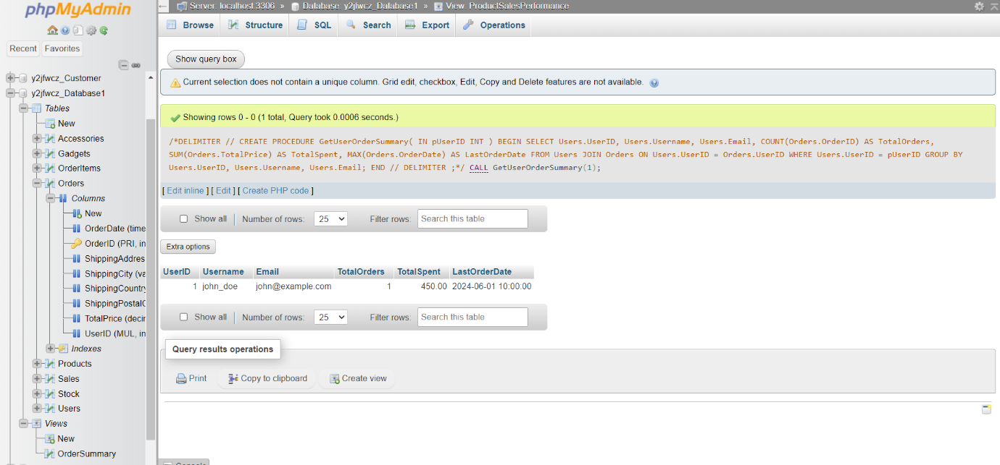 phpMyAdmin
Recent Favorites
y2jfwcz_Customer
y2jfwcz_Database1
Tables
New
Accessories
Gadgets
OrderItems
Orders
Columns
New
OrderDate (time
OrderID (PRI, in
ShippingAddres
ShippingCity (va
ShippingCountry
ShippingPostalC
TotalPrice (decin
UserID (MUL, in
Indexes
Products
Sales
Stock
Users
Views
New
OrderSummary
Server: localhost:3306 » Database: y2jfwcz_Database1 » View: ProductSalesPerformance
Browse Structure SQL Search Export Operations
Show query box
Current selection does not contain a unique column. Grid edit, checkbox, Edit, Copy and Delete features are not available.
Showing rows 0 - 0 (1 total, Query took 0.0006 seconds.)
/*DELIMITER // CREATE PROCEDURE GetUserOrderSummary( IN pUserID INT ) BEGIN SELECT Users.UserID, Users.Username, Users.Email, COUNT(Orders.OrderID) AS TotalOrders,
SUM(Orders.TotalPrice) AS TotalSpent, MAX(Orders.OrderDate) AS LastOrderDate FROM Users JOIN Orders ON Users.UserID = Orders.UserID WHERE Users.UserID = pUserID GROUP BY
Users.UserID, Users.Username, Users.Email; END // DELIMITER ;*/ CALL GetUserOrderSummary(1);
[ Edit inline ] [ Edit ] [ Create PHP code ]
Show all Number of rows: 25 Filter rows: Search this table
Extra options
UserID Username Email TotalOrders TotalSpent LastOrderDate
1 john_doe john@example.com 1 450.00 2024-06-01 10:00:00
Show all Number of rows: 25 Filter rows: Search this table
Query results operations
Print Copy to clipboard Create view
Console